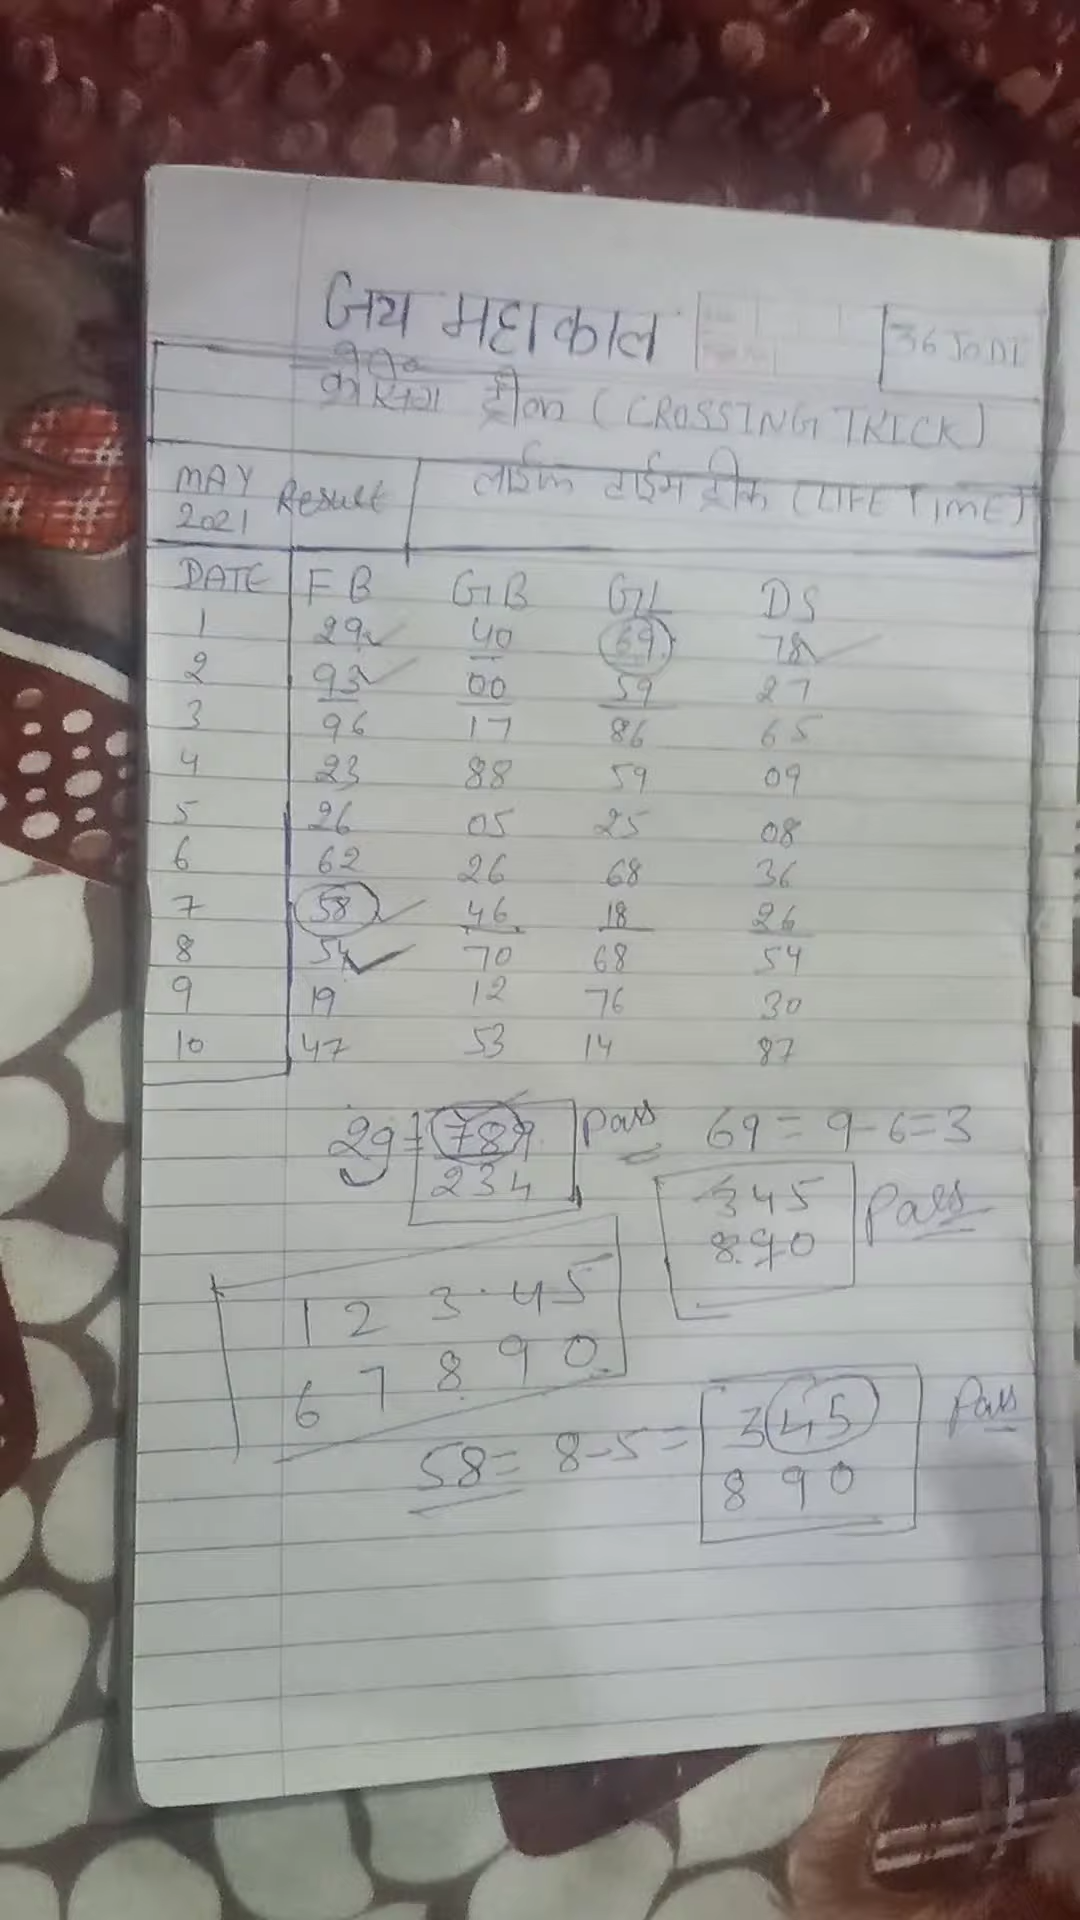 जय महाकाल
36 JODI
क्रोसिंग ट्रीक (CROSSING TRICK)
MAY 2021 Result लाईफ टाईम ट्रीक (LIFE TIME)
DATE FB GB GL DS
1 29 40 69 78
2 93 00 59 27
3 96 17 86 65
4 23 88 59 09
5 26 05 25 08
6 62 26 68 36
7 58 46 18 26
8 54 70 68 54
9 19 12 76 30
10 47 53 14 87
29 = 789 Pass 69 = 9-6=3
234
345 Pass
890
1 2 3 4 5
6 7 8 9 0
58 = 8-5 = 345 Pass
890